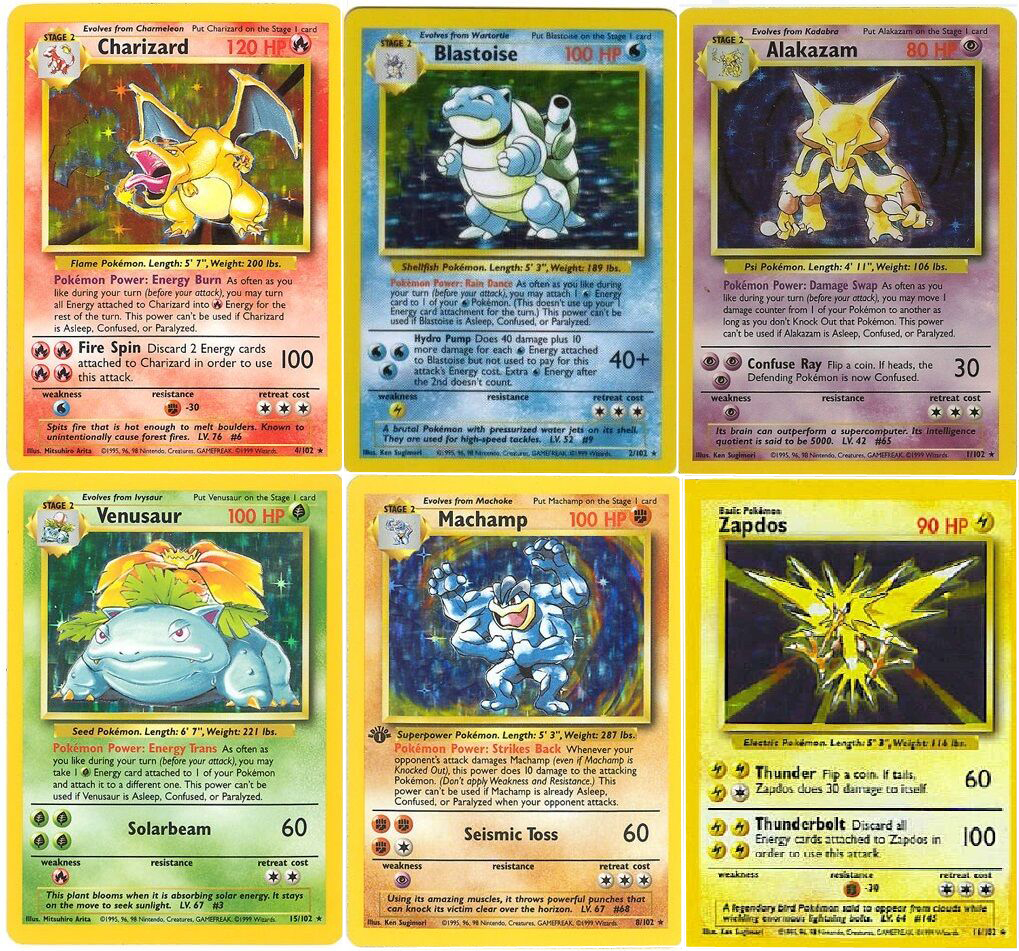 Evolves from Charmeleon Put Charizard on the Stage 1 card
STAGE 2
Charizard 120 HP
Flame Pokémon. Length: 5' 7", Weight: 200 lbs.
Pokémon Power: Energy Burn As often as you
like during your turn (before your attack), you may turn
all Energy attached to Charizard into Energy for the
rest of the turn. This power can't be used if Charizard
is Asleep, Confused, or Paralyzed.
Fire Spin Discard 2 Energy cards
attached to Charizard in order to use
this attack.
100
weakness resistance retreat cost
-30
Spits fire that is hot enough to melt boulders. Known to
unintentionally cause forest fires. LV. 76 #6
Illus. Mitsuhiro Arita ©1995, 96, 98 Nintendo, Creatures, GAMEFREAK. ©1999 Wizards. 4/102 ★
Evolves from Wartortle Put Blastoise on the Stage 1 card
STAGE 2
Blastoise 100 HP
Shellfish Pokémon. Length: 5' 3", Weight: 189 lbs.
Pokémon Power: Rain Dance As often as you like during your
turn (before your attack), you may attach 1 Energy
card to 1 of your Pokémon. (This doesn't use up your 1
Energy card attachment for the turn.) This power can't be
used if Blastoise is Asleep, Confused, or Paralyzed.
Hydro Pump Does 40 damage plus 10
more damage for each Energy attached
to Blastoise but not used to pay for this
attack's Energy cost. Extra Energy after
the 2nd doesn't count.
40+
weakness resistance retreat cost
A brutal Pokémon with pressurized water jets on its shell.
They are used for high-speed tackles. LV. 52 #9
Illus. Ken Sugimori ©1995, 96, 98 Nintendo, Creatures, GAMEFREAK. ©1999 Wizards. 2/102 ★
Evolves from Kadabra Put Alakazam on the Stage 1 card
STAGE 2
Alakazam 80 HP
Psi Pokémon. Length: 4' 11", Weight: 106 lbs.
Pokémon Power: Damage Swap As often as you
like during your turn (before your attack), you may move 1
damage counter from 1 of your Pokémon to another as
long as you don't Knock Out that Pokémon. This power
can't be used if Alakazam is Asleep, Confused, or Paralyzed.
Confuse Ray Flip a coin. If heads, the
Defending Pokémon is now Confused.
30
weakness resistance retreat cost
Its brain can outperform a supercomputer. Its intelligence
quotient is said to be 5000. LV. 42 #65
Illus. Ken Sugimori ©1995, 96, 98 Nintendo, Creatures, GAMEFREAK. ©1999 Wizards. 1/102 ★
Evolves from Ivysaur Put Venusaur on the Stage 1 card
STAGE 2
Venusaur 100 HP
Seed Pokémon. Length: 6' 7", Weight: 221 lbs.
Pokémon Power: Energy Trans As often as
you like during your turn (before your attack), you may
take 1 Energy card attached to 1 of your Pokémon
and attach it to a different one. This power can't be
used if Venusaur is Asleep, Confused, or Paralyzed.
Solarbeam 60
weakness resistance retreat cost
This plant blooms when it is absorbing solar energy. It stays
on the move to seek sunlight. LV. 67 #3
Illus. Mitsuhiro Arita ©1995, 96, 98 Nintendo, Creatures, GAMEFREAK. ©1999 Wizards. 15/102 ★
Evolves from Machoke Put Machamp on the Stage 1 card
STAGE 2
Machamp 100 HP
EDITION 1
Superpower Pokémon. Length: 5' 3", Weight: 287 lbs.
Pokémon Power: Strikes Back Whenever your
opponent's attack damages Machamp (even if Machamp is
Knocked Out), this power does 10 damage to the attacking
Pokémon. (Don't apply Weakness and Resistance.) This
power can't be used if Machamp is already Asleep,
Confused, or Paralyzed when your opponent attacks.
Seismic Toss 60
weakness resistance retreat cost
Using its amazing muscles, it throws powerful punches that
can knock its victim clear over the horizon. LV. 67 #68
Illus. Ken Sugimori ©1995, 96, 98 Nintendo, Creatures, GAMEFREAK. ©1999 Wizards. 8/102 ★
Basic Pokémon
Zapdos 90 HP
Electric Pokémon. Length: 5' 3", Weight: 116 lbs.
Thunder Flip a coin. If tails,
Zapdos does 30 damage to itself.
60
Thunderbolt Discard all
Energy cards attached to Zapdos in
order to use this attack.
100
weakness resistance retreat cost
-30
A legendary bird Pokémon said to appear from clouds while
wielding enormous lightning bolts. LV. 64 #145
Illus. Ken Sugimori ©1995, 96, 98 Nintendo, Creatures, GAMEFREAK. ©1999 Wizards. 16/102 ★